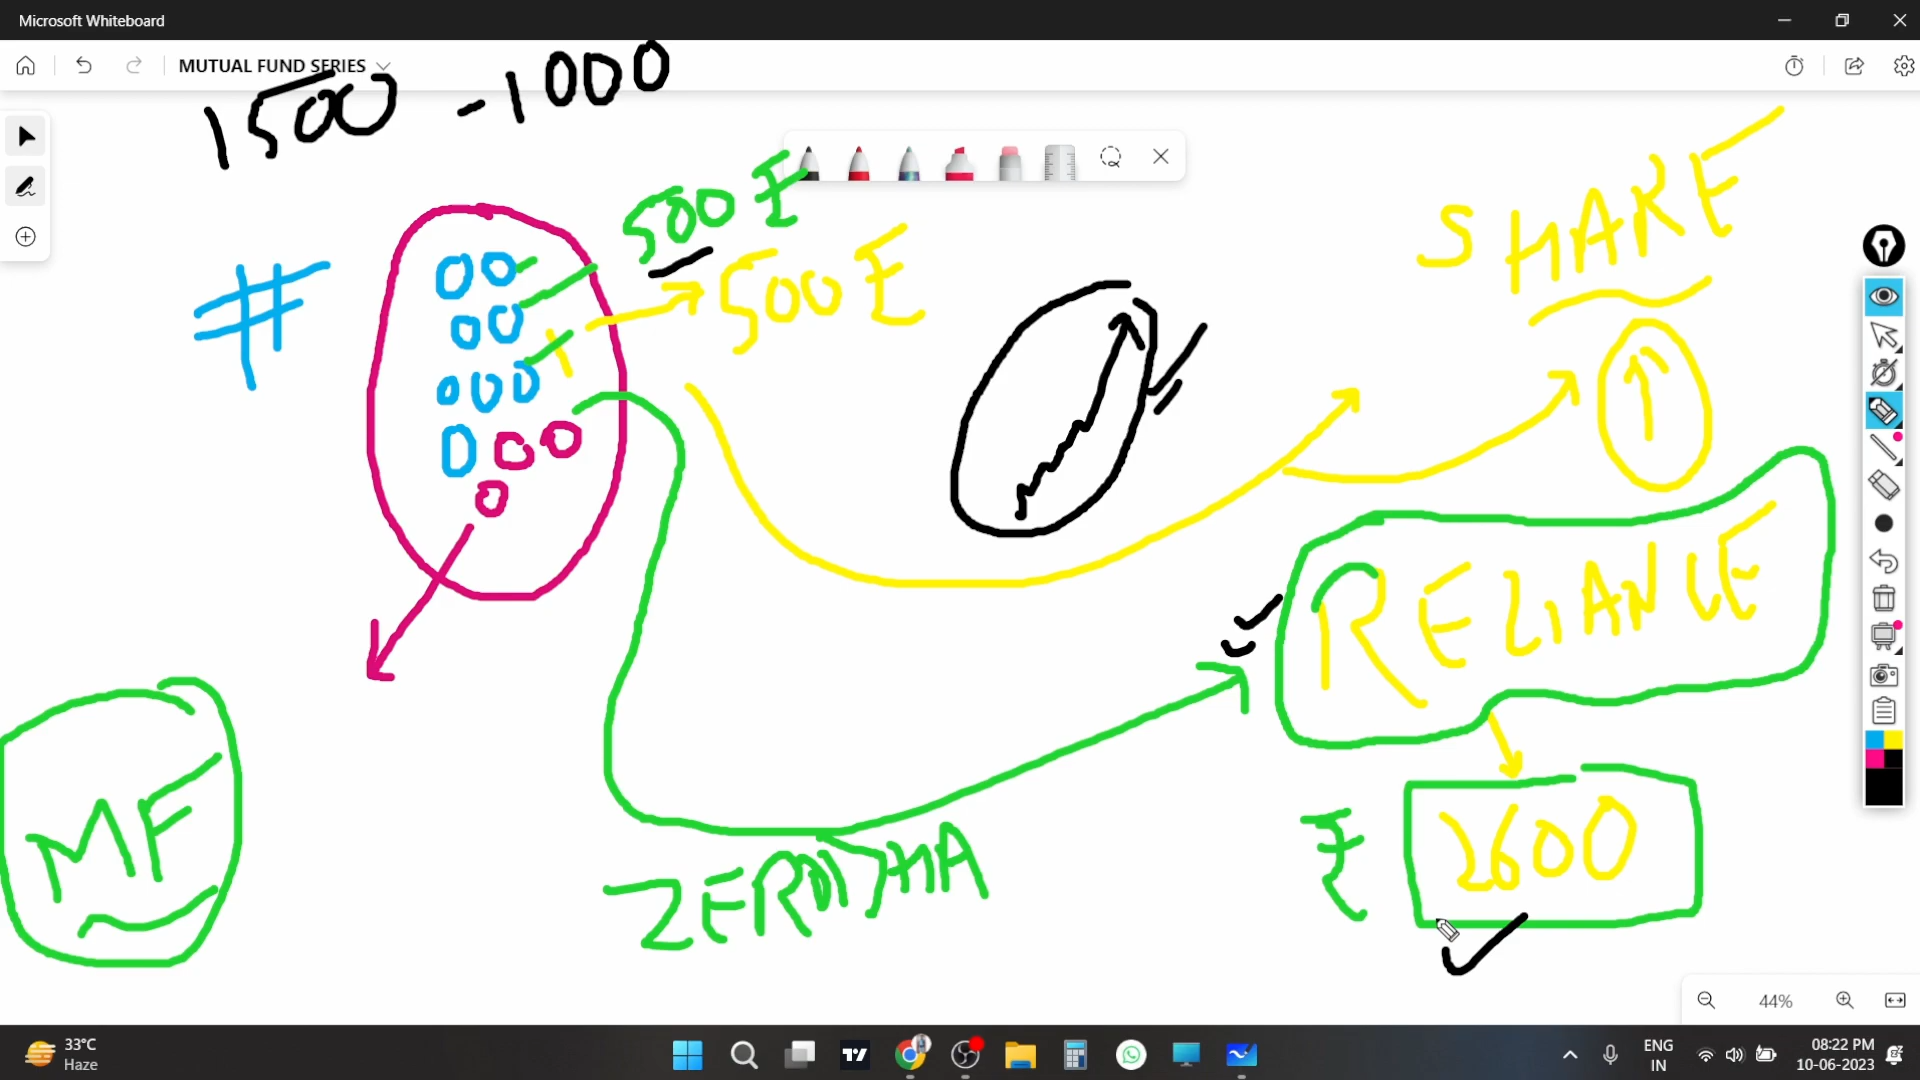 Microsoft Whiteboard
MUTUAL FUND SERIES
1500 - 1000
500 ₹
500 ₹
SHARE
#
RELIANCE
₹ 2600
MF
ZERODHA
44%
33°C
Haze
ENG
IN
08:22 PM
10-06-2023